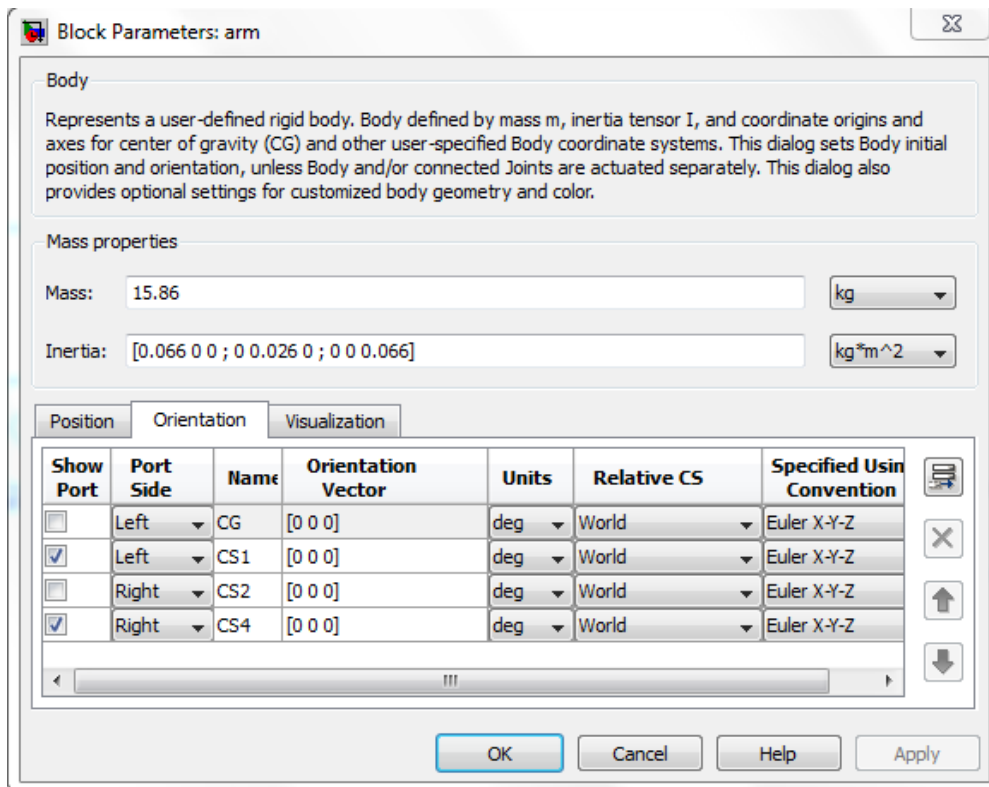 Block Parameters: arm
Body
Represents a user-defined rigid body. Body defined by mass m, inertia tensor I, and coordinate origins and
axes for center of gravity (CG) and other user-specified Body coordinate systems. This dialog sets Body initial
position and orientation, unless Body and/or connected Joints are actuated separately. This dialog also
provides optional settings for customized body geometry and color.
Mass properties
Mass: 15.86 kg
Inertia: [0.066 0 0 ; 0 0.026 0 ; 0 0 0.066] kg*m^2
Position Orientation Visualization
Show Port Port Side Name Orientation Vector Units Relative CS Specified Usin Convention
Left CG [0 0 0] deg World Euler X-Y-Z
Left CS1 [0 0 0] deg World Euler X-Y-Z
Right CS2 [0 0 0] deg World Euler X-Y-Z
Right CS4 [0 0 0] deg World Euler X-Y-Z
OK Cancel Help Apply